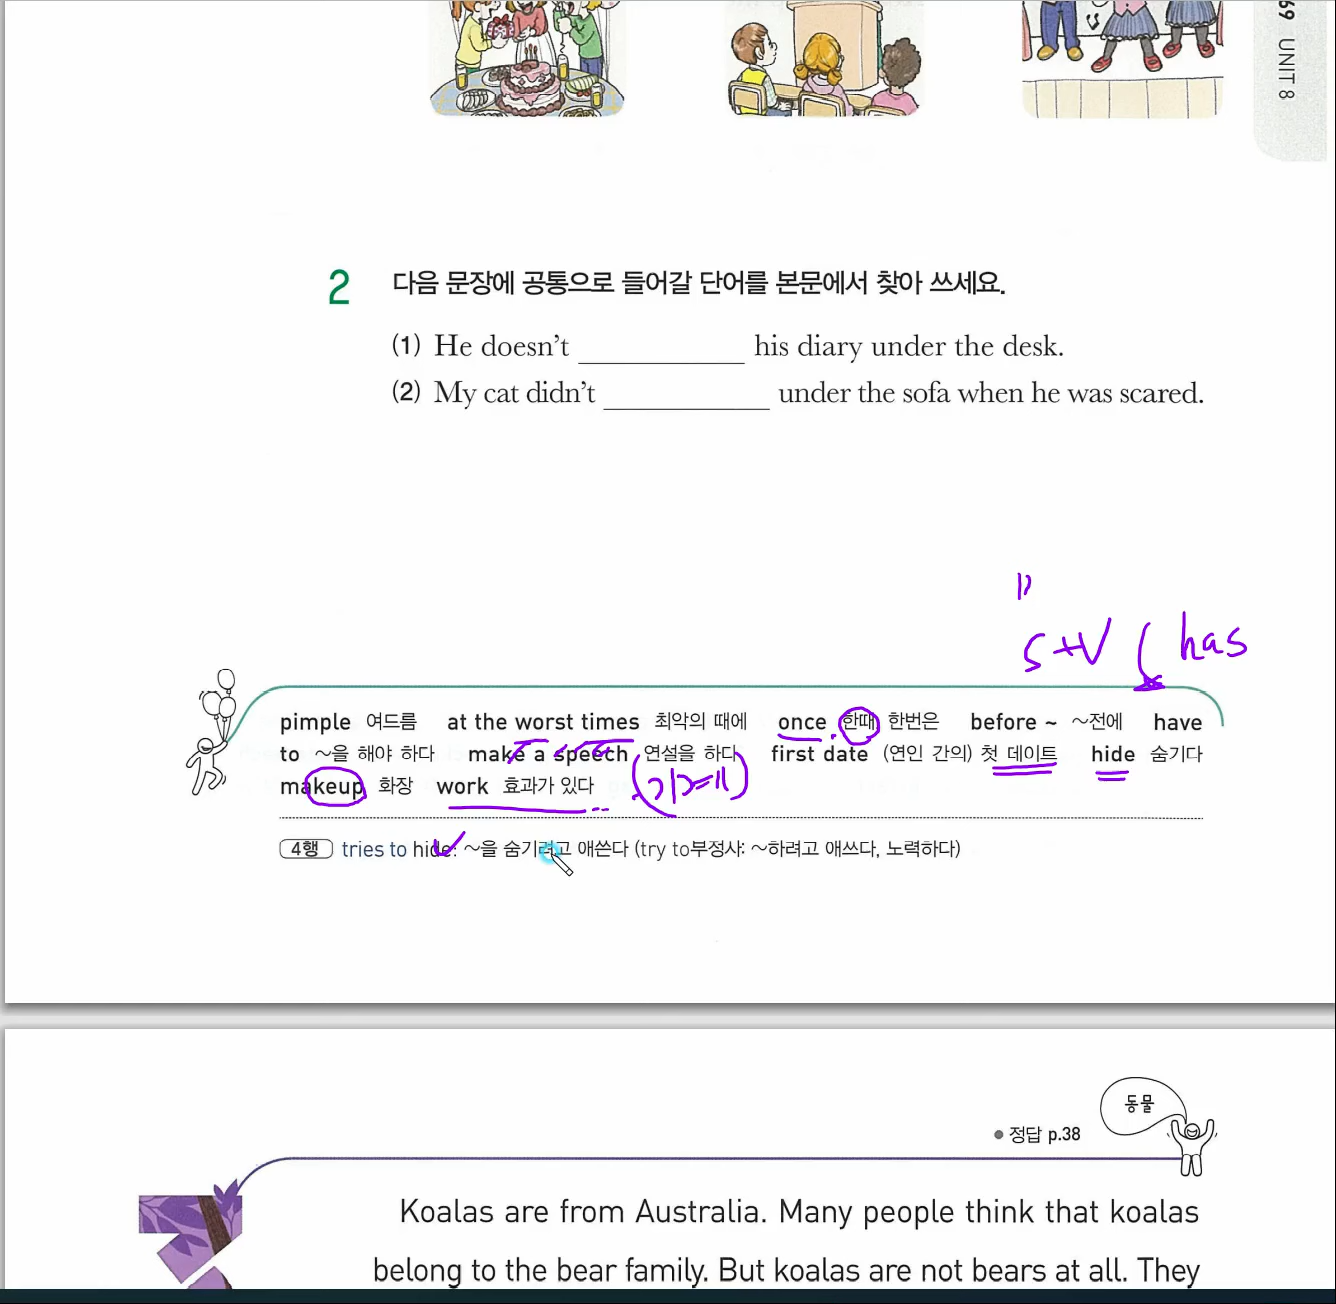 69 UNIT 8
2 다음 문장에 공통으로 들어갈 단어를 본문에서 찾아 쓰세요.
(1) He doesn't ____________ his diary under the desk.
(2) My cat didn't ____________ under the sofa when he was scared.
S+V ( has
pimple 여드름 at the worst times 최악의 때에 once 한때, 한번은 before ~ ~전에 have
to ~을 해야 하다 make a speech 연설을 하다 first date (연인 간의) 첫 데이트 hide 숨기다
makeup 화장 work 효과가 있다
4행 tries to hide: ~을 숨기려고 애쓴다 (try to부정사: ~하려고 애쓰다, 노력하다)
동물
● 정답 p.38
Koalas are from Australia. Many people think that koalas
belong to the bear family. But koalas are not bears at all. They